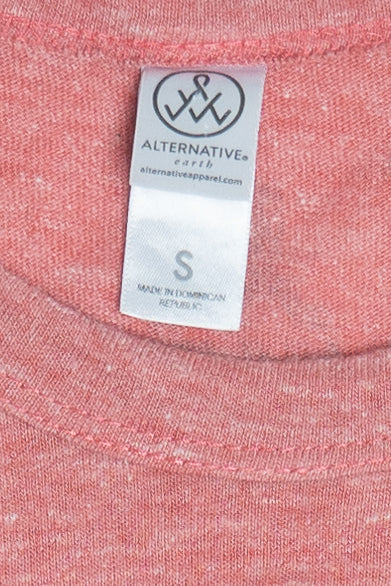 ALTERNATIVE®
earth
alternativeapparel.com
S
MADE IN DOMINICAN
REPUBLIC